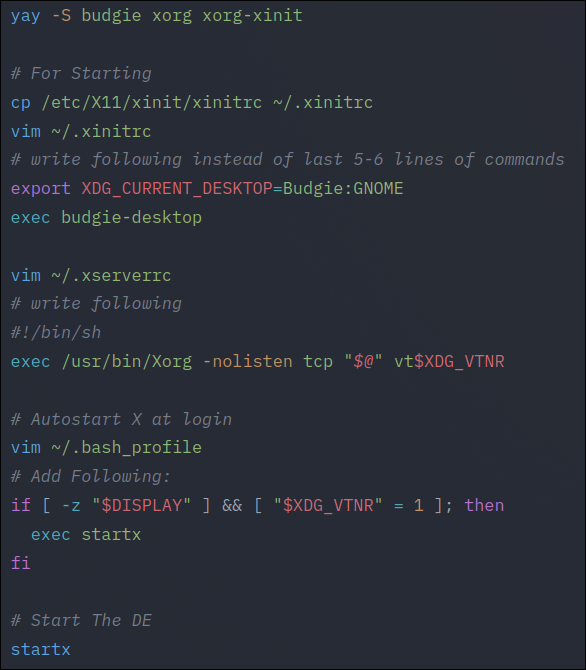 yay -S budgie xorg xorg-xinit
# For Starting
cp /etc/X11/xinit/xinitrc ~/.xinitrc
vim ~/.xinitrc
# write following instead of last 5-6 lines of commands
export XDG_CURRENT_DESKTOP=Budgie:GNOME
exec budgie-desktop
vim ~/.xserverrc
# write following
#!/bin/sh
exec /usr/bin/Xorg -nolisten tcp "$@" vt$XDG_VTNR
# Autostart X at login
vim ~/.bash_profile
# Add Following:
if [ -z "$DISPLAY" ] && [ "$XDG_VTNR" = 1 ]; then
  exec startx
fi
# Start The DE
startx